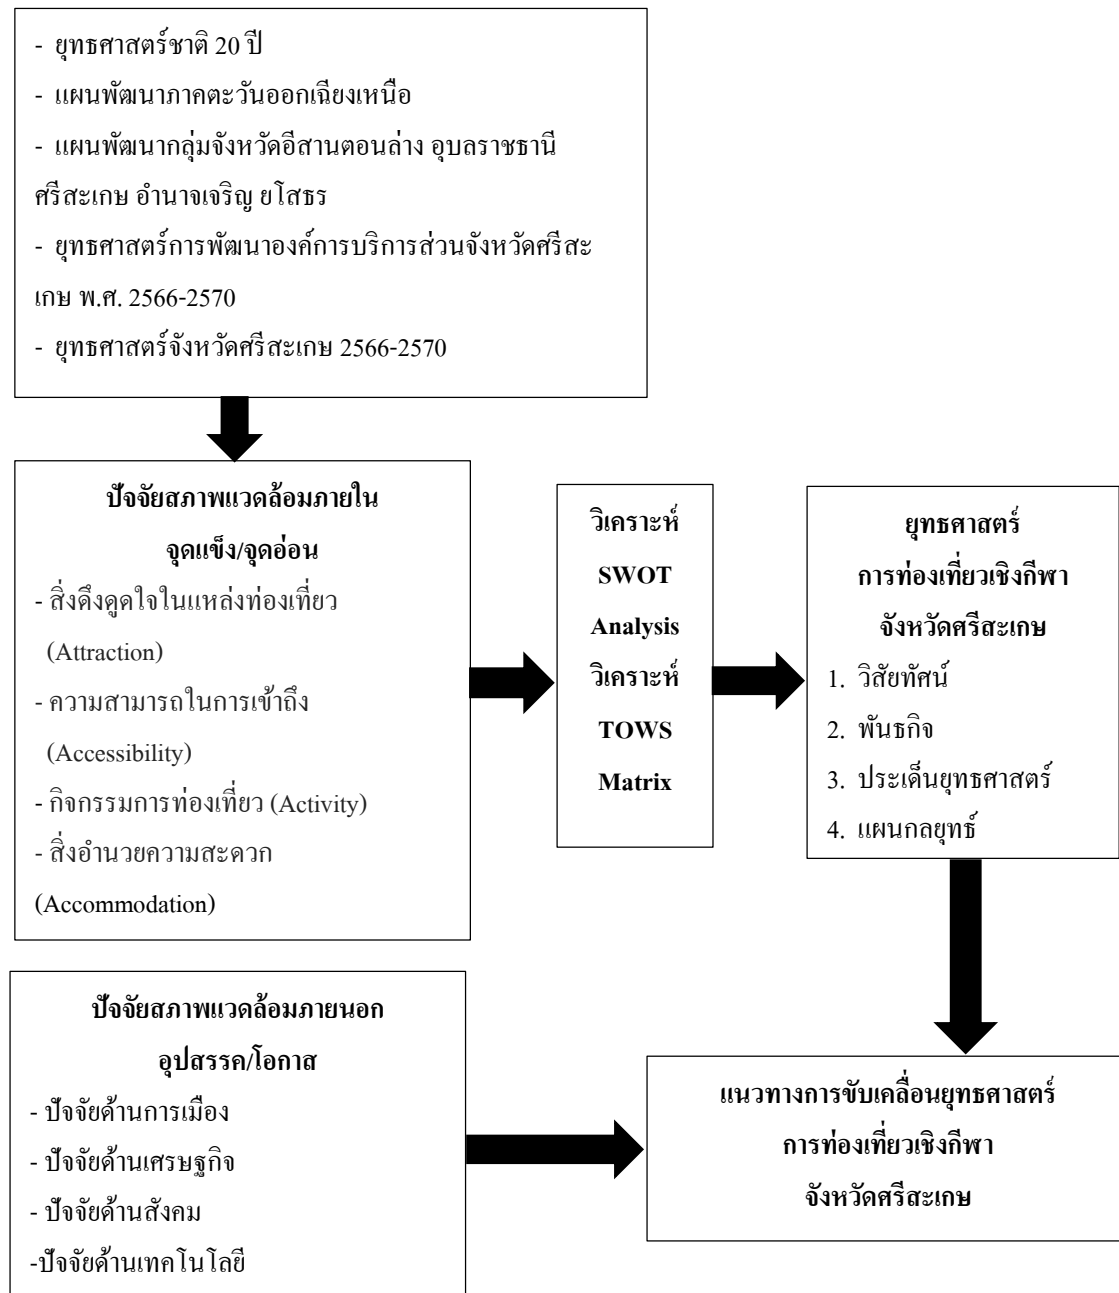 - ยุทธศาสตร์ชาติ 20 ปี
- แผนพัฒนาภาคตะวันออกเฉียงเหนือ
- แผนพัฒนากลุ่มจังหวัดอีสานตอนล่าง อุบลราชธานี
ศรีสะเกษ อำนาจเจริญ ยโสธร
- ยุทธศาสตร์การพัฒนาองค์การบริการส่วนจังหวัดศรีสะ
เกษ พ.ศ. 2566-2570
- ยุทธศาสตร์จังหวัดศรีสะเกษ 2566-2570
ปัจจัยสภาพแวดล้อมภายใน
จุดแข็ง/จุดอ่อน
- สิ่งดึงดูดใจในแหล่งท่องเที่ยว
(Attraction)
- ความสามารถในการเข้าถึง
(Accessibility)
- กิจกรรมการท่องเที่ยว (Activity)
- สิ่งอำนวยความสะดวก
(Accommodation)
วิเคราะห์
SWOT
Analysis
วิเคราะห์
TOWS
Matrix
ยุทธศาสตร์
การท่องเที่ยวเชิงกีฬา
จังหวัดศรีสะเกษ
1. วิสัยทัศน์
2. พันธกิจ
3. ประเด็นยุทธศาสตร์
4. แผนกลยุทธ์
ปัจจัยสภาพแวดล้อมภายนอก
อุปสรรค/โอกาส
- ปัจจัยด้านการเมือง
- ปัจจัยด้านเศรษฐกิจ
- ปัจจัยด้านสังคม
-ปัจจัยด้านเทคโนโลยี
แนวทางการขับเคลื่อนยุทธศาสตร์
การท่องเที่ยวเชิงกีฬา
จังหวัดศรีสะเกษ